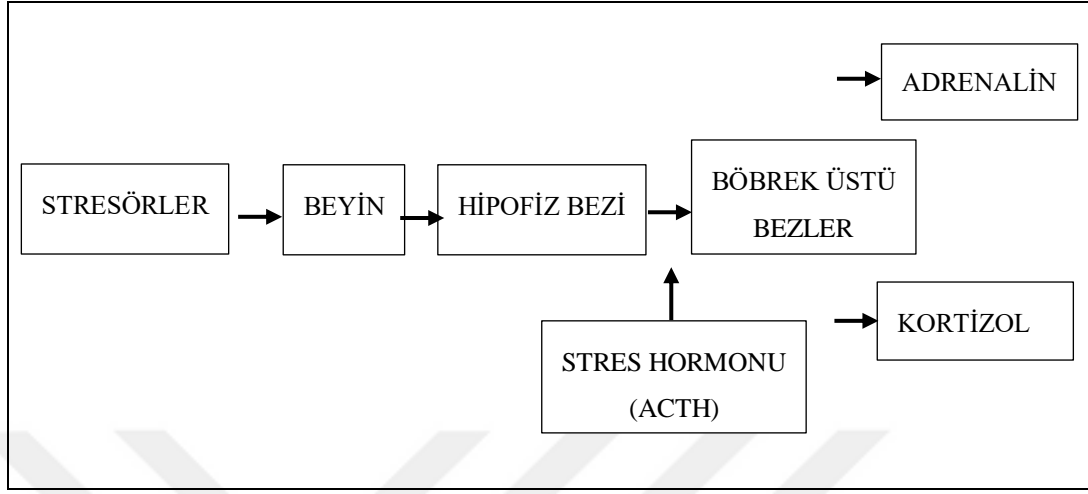 ADRENALİN
STRESÖRLER
BEYİN
HİPOFİZ BEZİ
BÖBREK ÜSTÜ
BEZLER
KORTİZOL
STRES HORMONU
(ACTH)